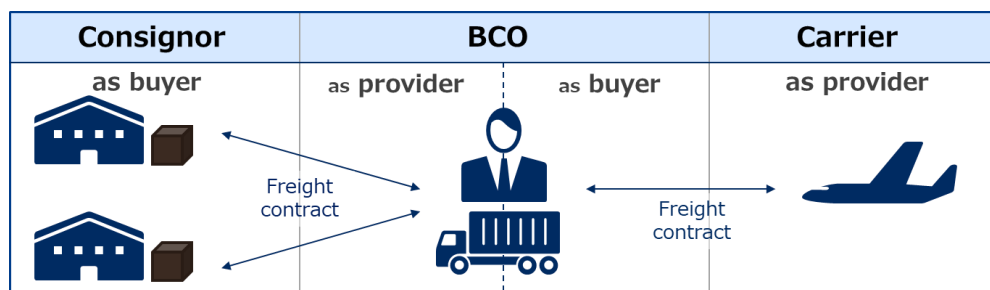 Consignor
BCO
Carrier
as buyer
as provider
as buyer
as provider
Freight
contract
Freight
contract